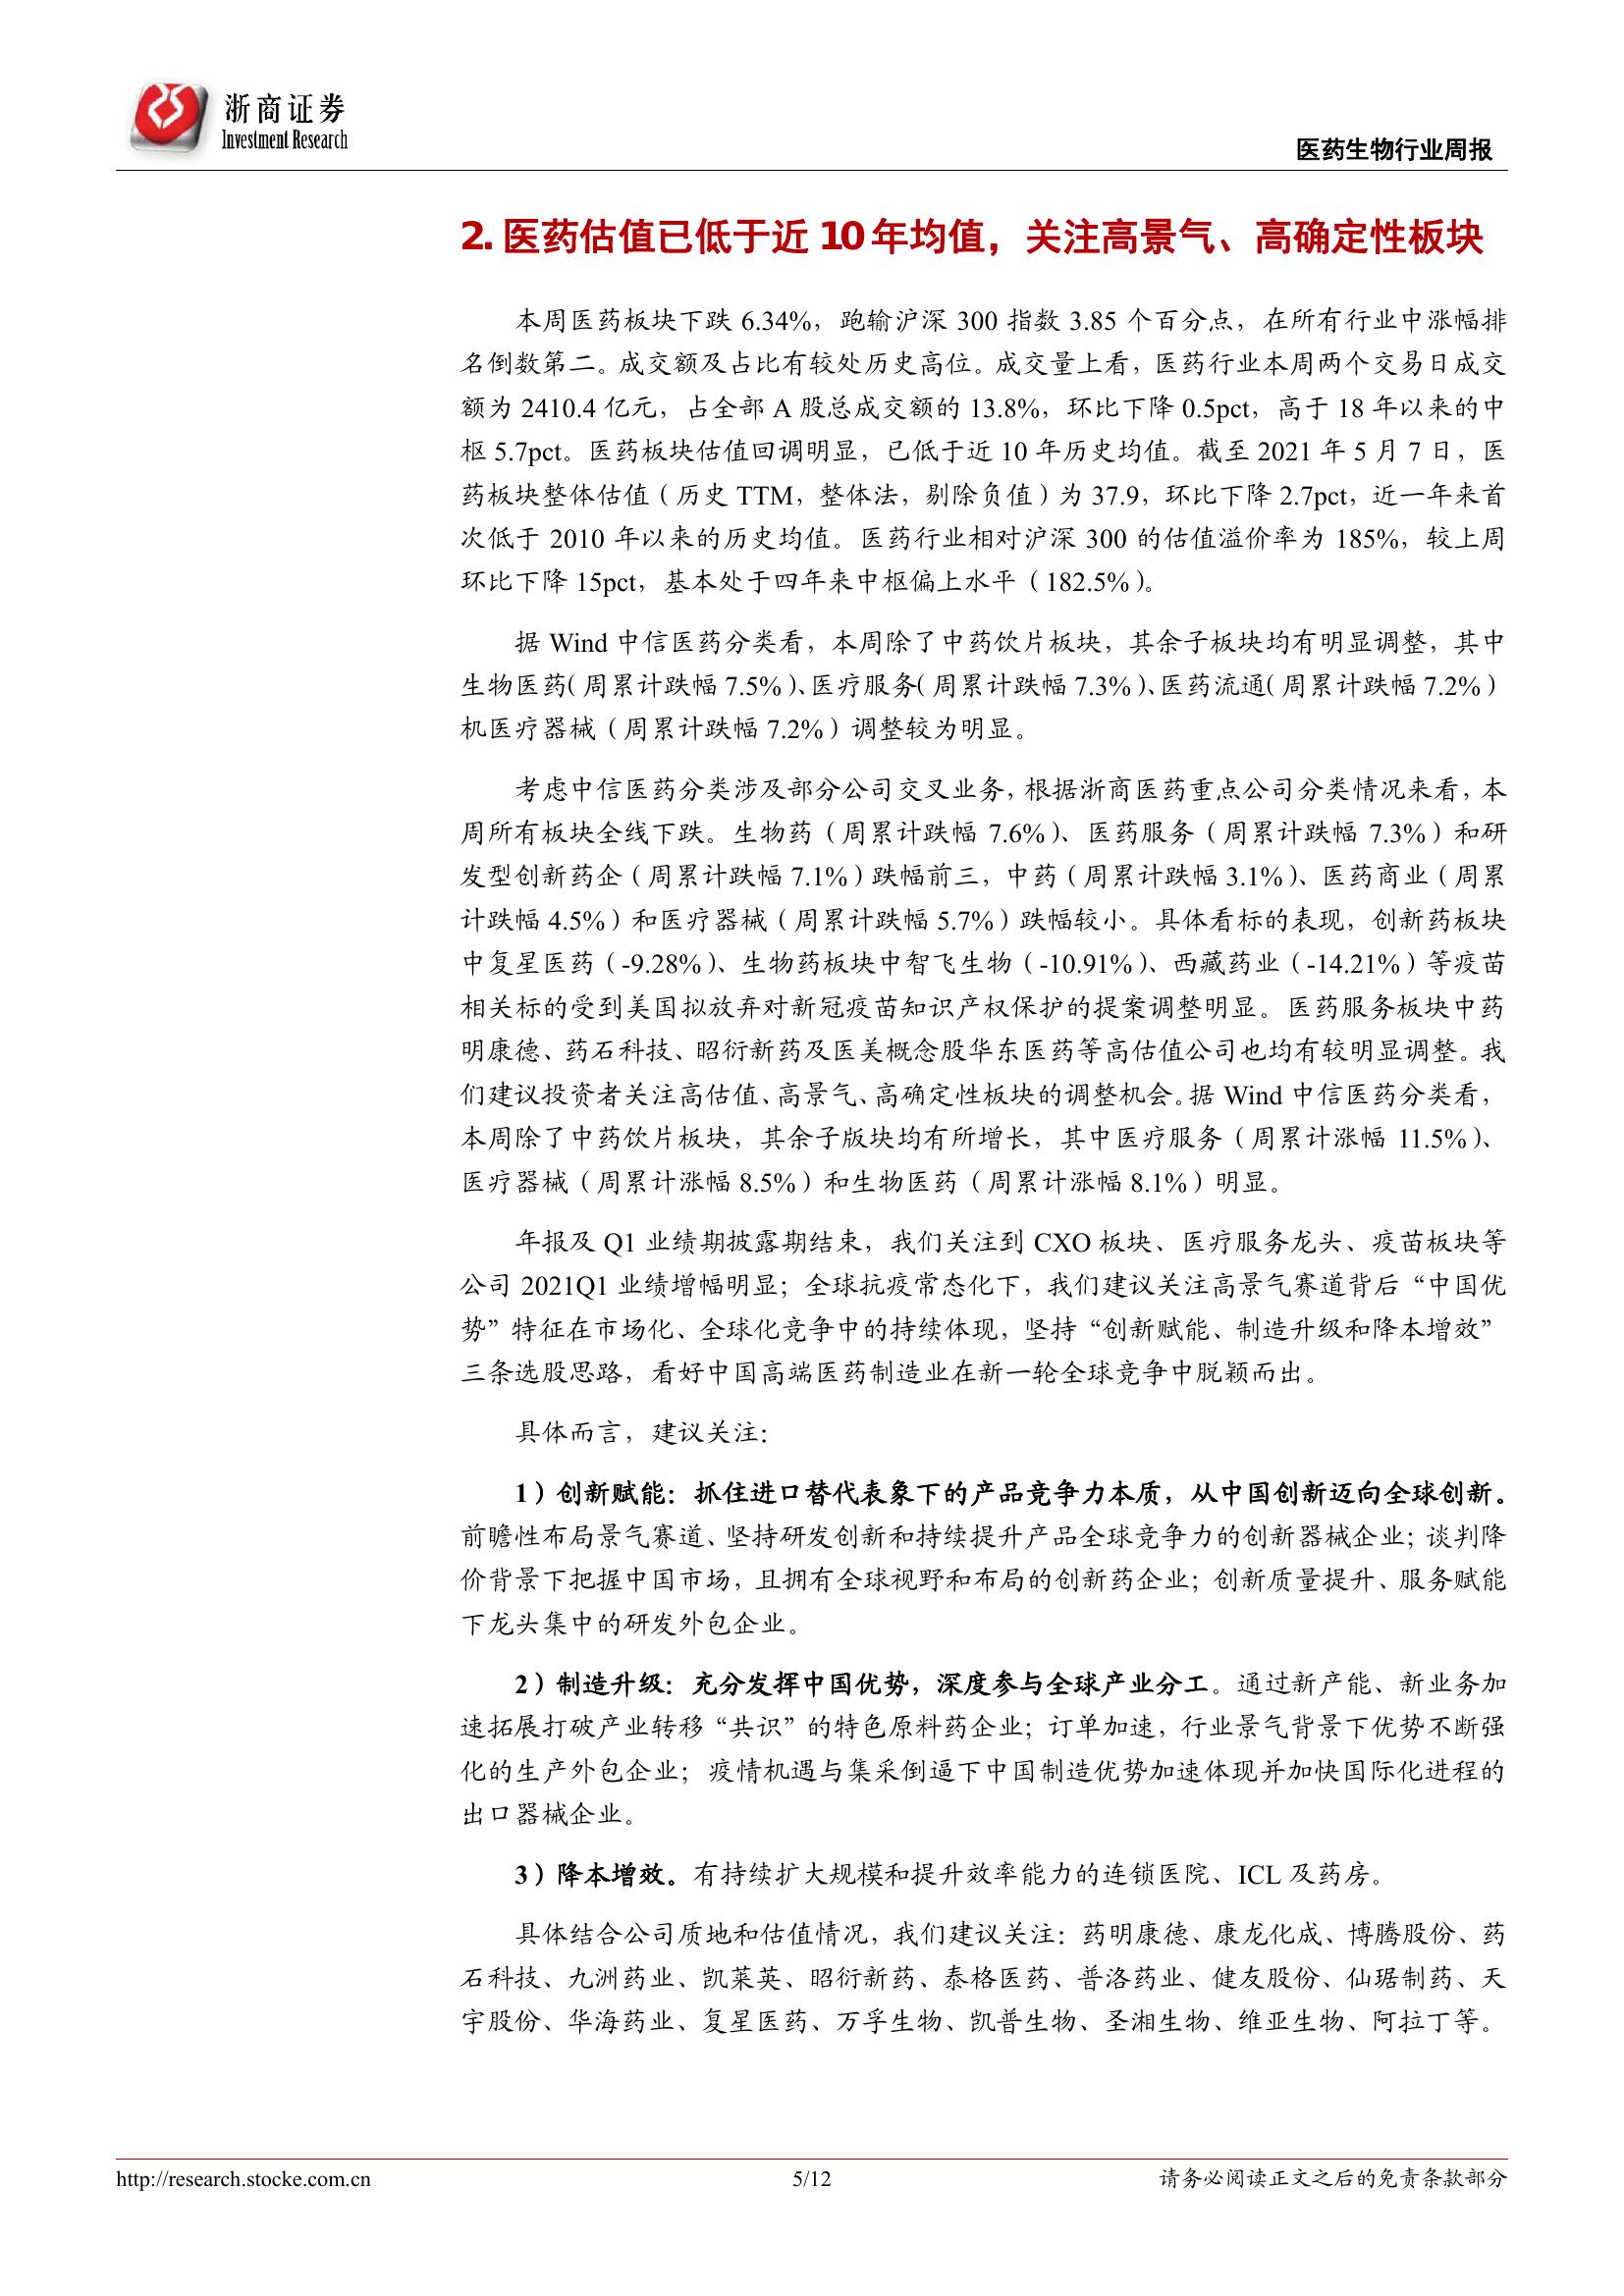 浙商证券
Investment Research
医药生物行业周报
2. 医药估值已低于近 10 年均值，关注高景气、高确定性板块
本周医药板块下跌 6.34%，跑输沪深 300 指数 3.85 个百分点，在所有行业中涨幅排
名倒数第二。成交额及占比有较处历史高位。成交量上看，医药行业本周两个交易日成交
额为 2410.4 亿元，占全部 A 股总成交额的 13.8%，环比下降 0.5pct，高于 18 年以来的中
枢 5.7pct。医药板块估值回调明显，已低于近 10 年历史均值。截至 2021 年 5 月 7 日，医
药板块整体估值（历史 TTM，整体法，剔除负值）为 37.9，环比下降 2.7pct，近一年来首
次低于 2010 年以来的历史均值。医药行业相对沪深 300 的估值溢价率为 185%，较上周
环比下降 15pct，基本处于四年来中枢偏上水平（182.5%）。
据 Wind 中信医药分类看，本周除了中药饮片板块，其余子板块均有明显调整，其中
生物医药（周累计跌幅 7.5%）、医疗服务（周累计跌幅 7.3%）、医药流通（周累计跌幅 7.2%）
机医疗器械（周累计跌幅 7.2%）调整较为明显。
考虑中信医药分类涉及部分公司交叉业务，根据浙商医药重点公司分类情况来看，本
周所有板块全线下跌。生物药（周累计跌幅 7.6%）、医药服务（周累计跌幅 7.3%）和研
发型创新药企（周累计跌幅 7.1%）跌幅前三，中药（周累计跌幅 3.1%）、医药商业（周累
计跌幅 4.5%）和医疗器械（周累计跌幅 5.7%）跌幅较小。具体看标的表现，创新药板块
中复星医药（-9.28%）、生物药板块中智飞生物（-10.91%）、西藏药业（-14.21%）等疫苗
相关标的受到美国拟放弃对新冠疫苗知识产权保护的提案调整明显。医药服务板块中药
明康德、药石科技、昭衍新药及医美概念股华东医药等高估值公司也均有较明显调整。我
们建议投资者关注高估值、高景气、高确定性板块的调整机会。据 Wind 中信医药分类看，
本周除了中药饮片板块，其余子版块均有所增长，其中医疗服务（周累计涨幅 11.5%）、
医疗器械（周累计涨幅 8.5%）和生物医药（周累计涨幅 8.1%）明显。
年报及 Q1 业绩期披露期结束，我们关注到 CXO 板块、医疗服务龙头、疫苗板块等
公司 2021Q1 业绩增幅明显；全球抗疫常态化下，我们建议关注高景气赛道背后“中国优
势”特征在市场化、全球化竞争中的持续体现，坚持“创新赋能、制造升级和降本增效”
三条选股思路，看好中国高端医药制造业在新一轮全球竞争中脱颖而出。
具体而言，建议关注：
1）创新赋能：抓住进口替代表象下的产品竞争力本质，从中国创新迈向全球创新。
前瞻性布局景气赛道、坚持研发创新和持续提升产品全球竞争力的创新器械企业；谈判降
价背景下把握中国市场，且拥有全球视野和布局的创新药企业；创新质量提升、服务赋能
下龙头集中的研发外包企业。
2）制造升级：充分发挥中国优势，深度参与全球产业分工。通过新产能、新业务加
速拓展打破产业转移“共识”的特色原料药企业；订单加速，行业景气背景下优势不断强
化的生产外包企业；疫情机遇与集采倒逼下中国制造优势加速体现并加快国际化进程的
出口器械企业。
3）降本增效。有持续扩大规模和提升效率能力的连锁医院、ICL 及药房。
具体结合公司质地和估值情况，我们建议关注：药明康德、康龙化成、博腾股份、药
石科技、九洲药业、凯莱英、昭衍新药、泰格医药、普洛药业、健友股份、仙琚制药、天
宇股份、华海药业、复星医药、万孚生物、凯普生物、圣湘生物、维亚生物、阿拉丁等。
http://research.stocke.com.cn
5/12
请务必阅读正文之后的免责条款部分